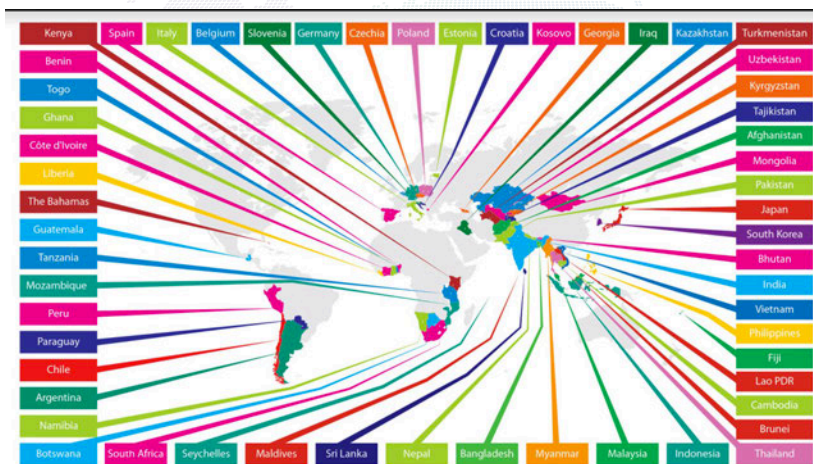 Kenya
Spain
Italy
Belgium
Slovenia
Germany
Czechia
Poland
Estonia
Croatia
Kosovo
Georgia
Iraq
Kazakhstan
Turkmenistan
Benin
Togo
Ghana
Côte d'Ivoire
Liberia
The Bahamas
Guatemala
Tanzania
Mozambique
Peru
Paraguay
Chile
Argentina
Namibia
Botswana
Uzbekistan
Kyrgyzstan
Tajikistan
Afghanistan
Mongolia
Pakistan
Japan
South Korea
Bhutan
India
Vietnam
Philippines
Fiji
Lao PDR
Cambodia
Brunei
Thailand
South Africa
Seychelles
Maldives
Sri Lanka
Nepal
Bangladesh
Myanmar
Malaysia
Indonesia